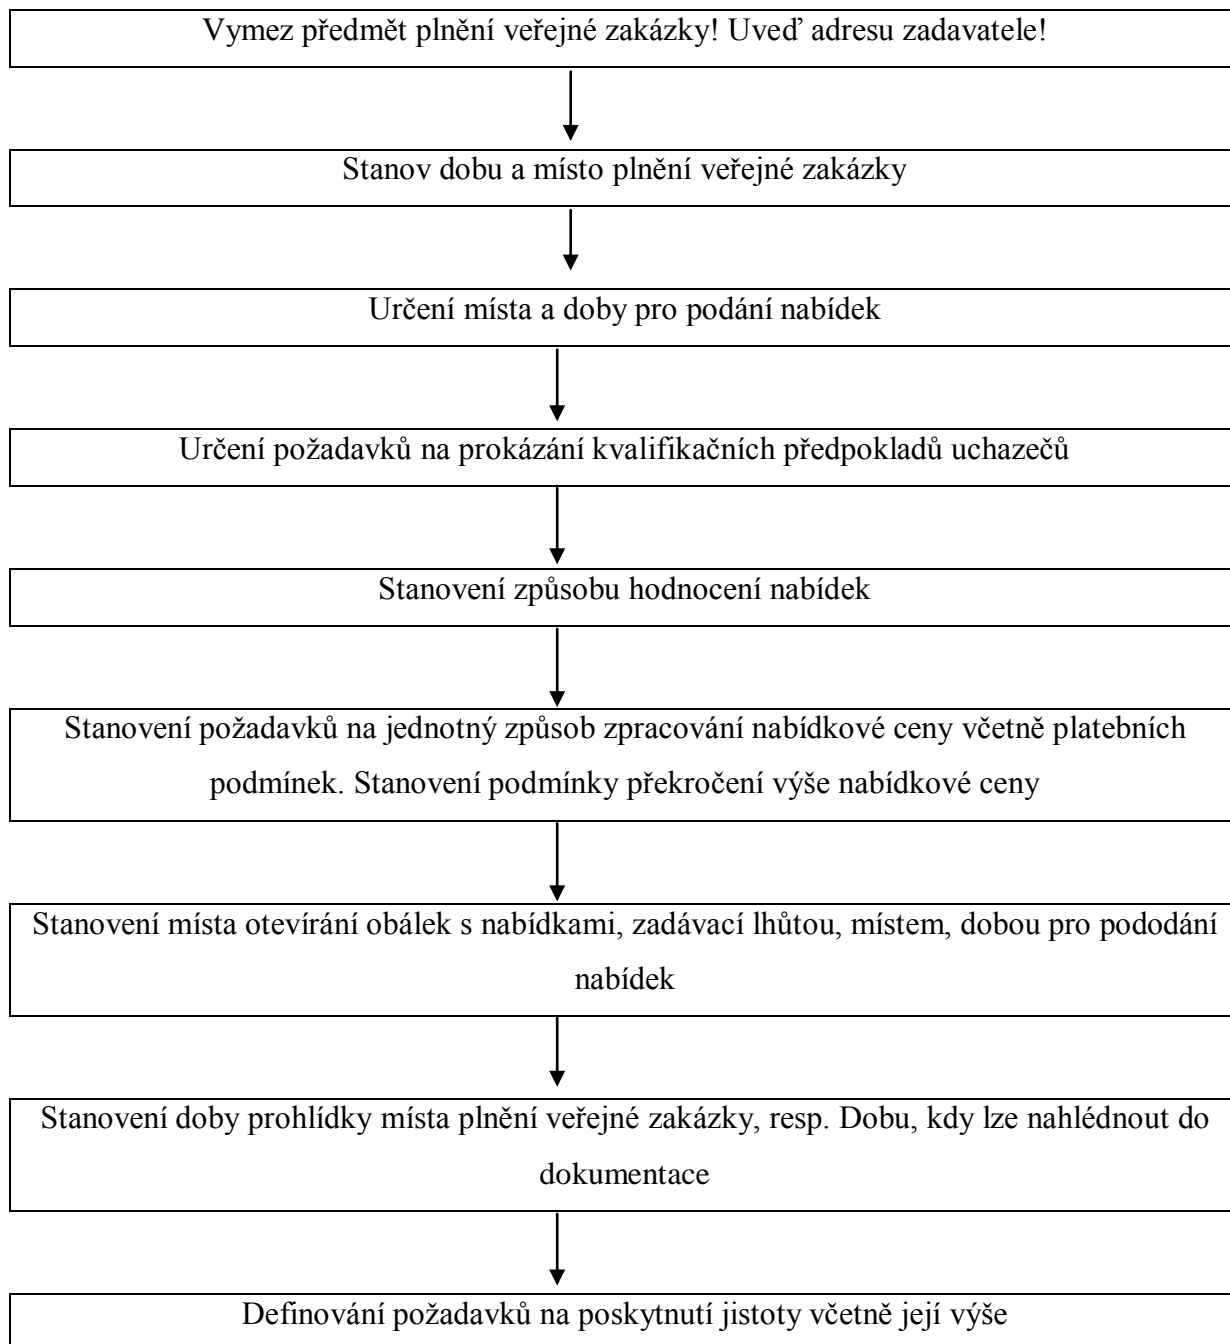 Vymez předmět plnění veřejné zakázky! Uveď adresu zadavatele!
Stanov dobu a místo plnění veřejné zakázky
Určení místa a doby pro podání nabídek
Určení požadavků na prokázání kvalifikačních předpokladů uchazečů
Stanovení způsobu hodnocení nabídek
Stanovení požadavků na jednotný způsob zpracování nabídkové ceny včetně platebních
podmínek. Stanovení podmínky překročení výše nabídkové ceny
Stanovení místa otevírání obálek s nabídkami, zadávací lhůtou, místem, dobou pro pododání
nabídek
Stanovení doby prohlídky místa plnění veřejné zakázky, resp. Dobu, kdy lze nahlédnout do
dokumentace
Definování požadavků na poskytnutí jistoty včetně její výše